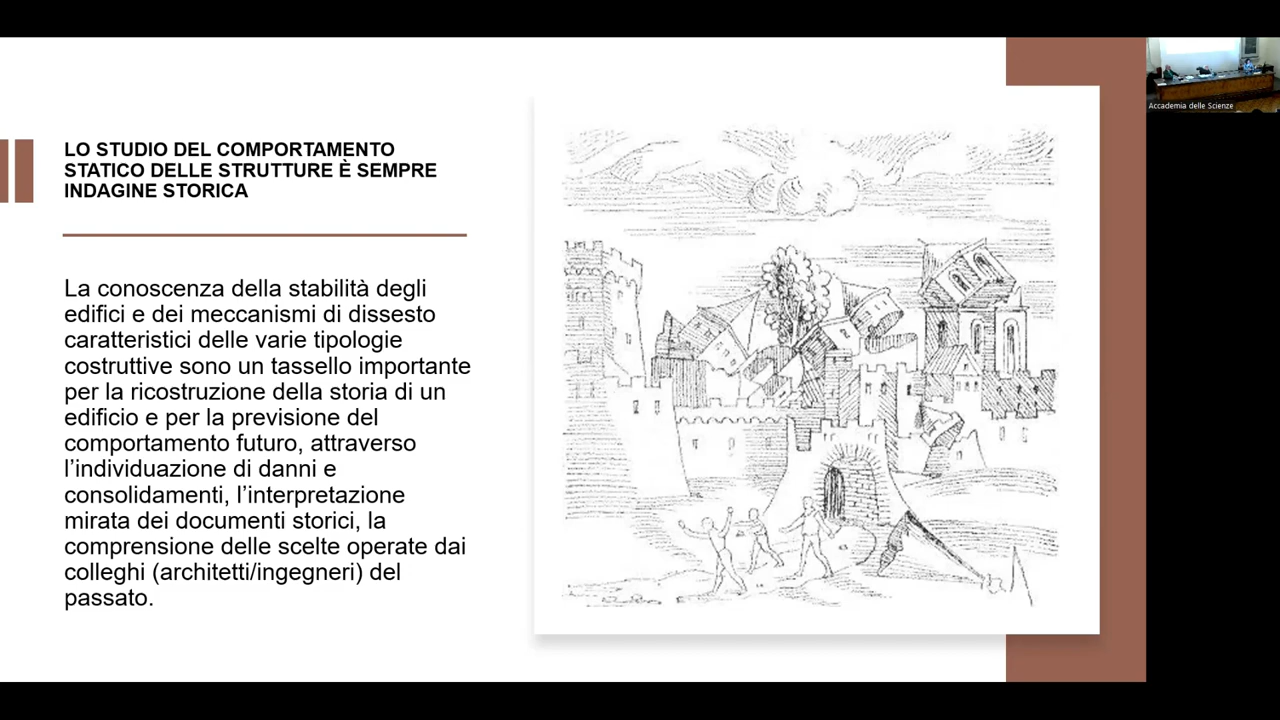 LO STUDIO DEL COMPORTAMENTO
STATICO DELLE STRUTTURE È SEMPRE
INDAGINE STORICA
La conoscenza della stabilità degli
edifici e dei meccanismi di dissesto
caratteristici delle varie tipologie
costruttive sono un tassello importante
per la ricostruzione della storia di un
edificio e per la previsione del
comportamento futuro, attraverso
l’individuazione di danni e
consolidamenti, l’interpretazione
mirata dei documenti storici, la
comprensione delle scelte operate dai
colleghi (architetti/ingegneri) del
passato.
Accademia delle Scienze